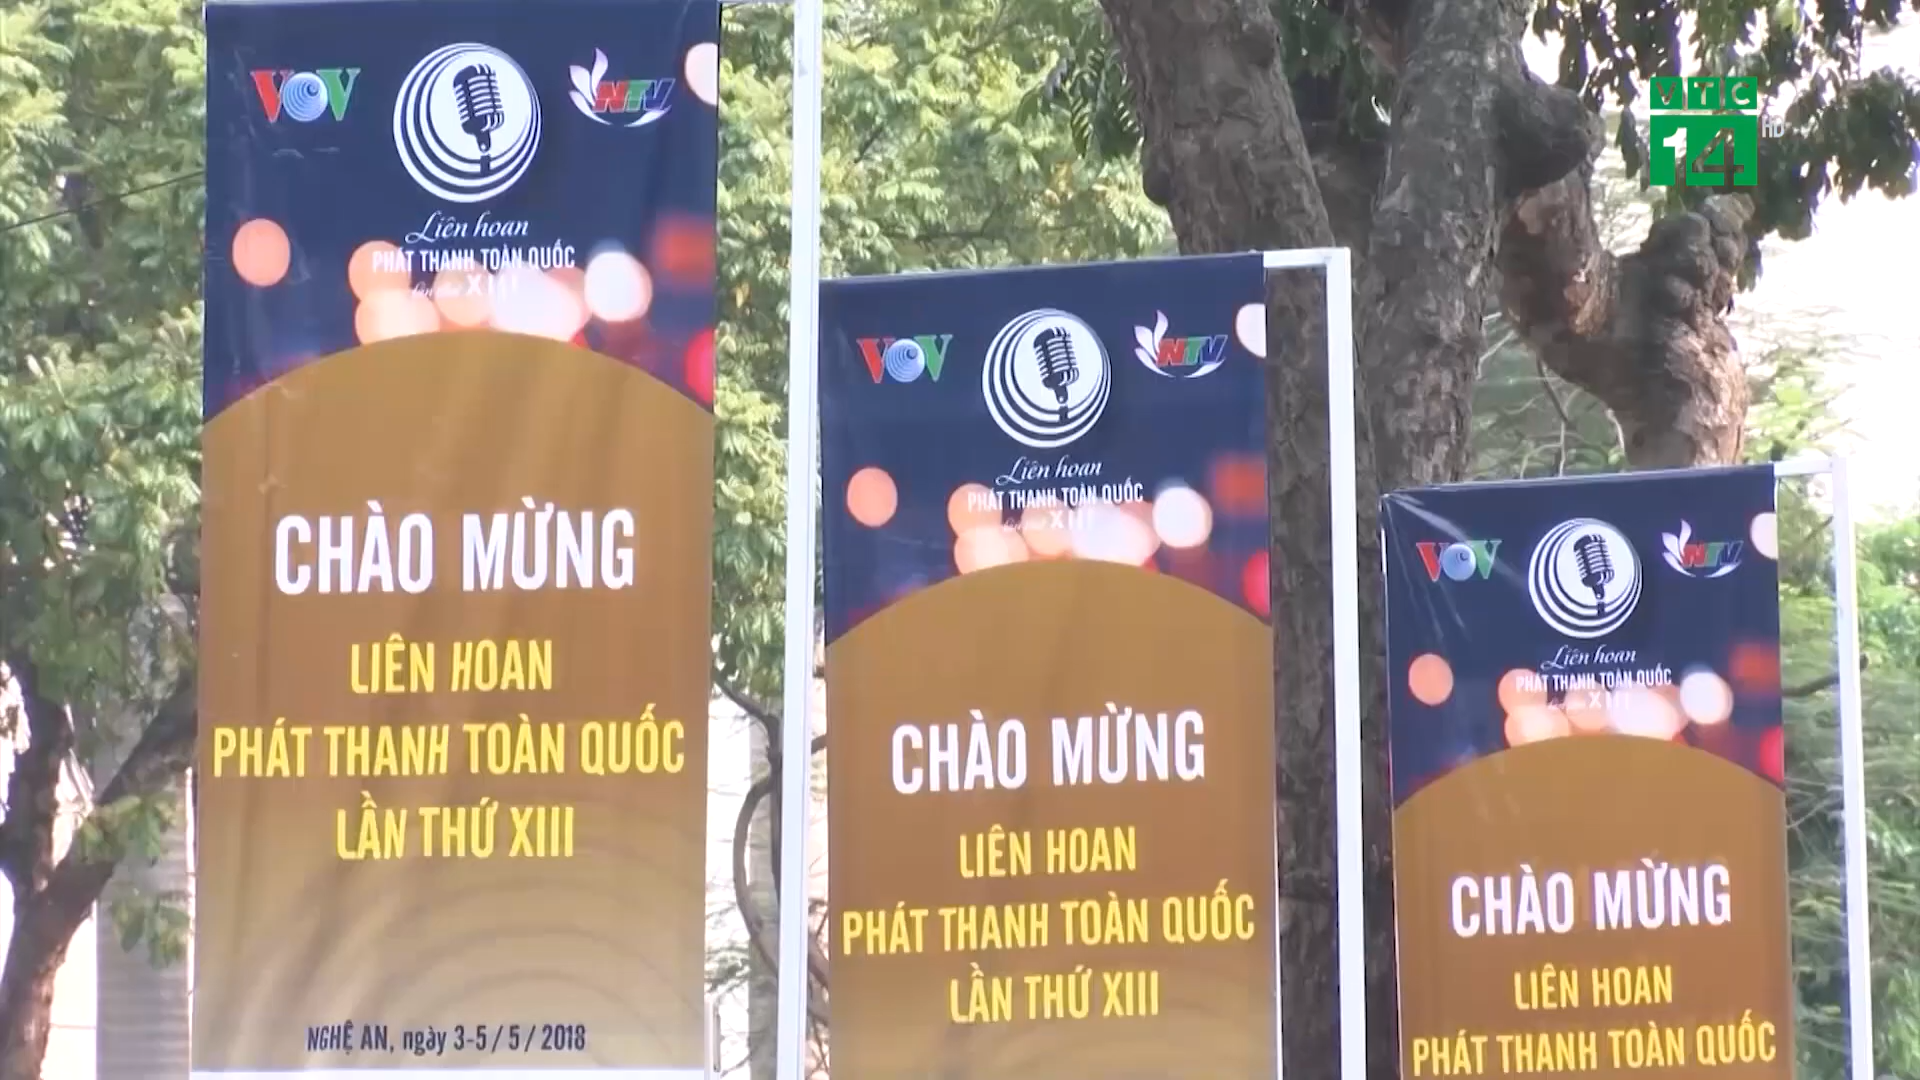 VTC
14 HD
VOV
NTV
Liên hoan
PHÁT THANH TOÀN QUỐC
lần thứ XIII
CHÀO MỪNG
LIÊN HOAN
PHÁT THANH TOÀN QUỐC
LẦN THỨ XIII
NGHỆ AN, ngày 3-5/5/2018
VOV
NTV
Liên hoan
PHÁT THANH TOÀN QUỐC
lần thứ XIII
CHÀO MỪNG
LIÊN HOAN
PHÁT THANH TOÀN QUỐC
LẦN THỨ XIII
VOV
NTV
Liên hoan
PHÁT THANH TOÀN QUỐC
lần thứ XIII
CHÀO MỪNG
LIÊN HOAN
PHÁT THANH TOÀN QUỐC